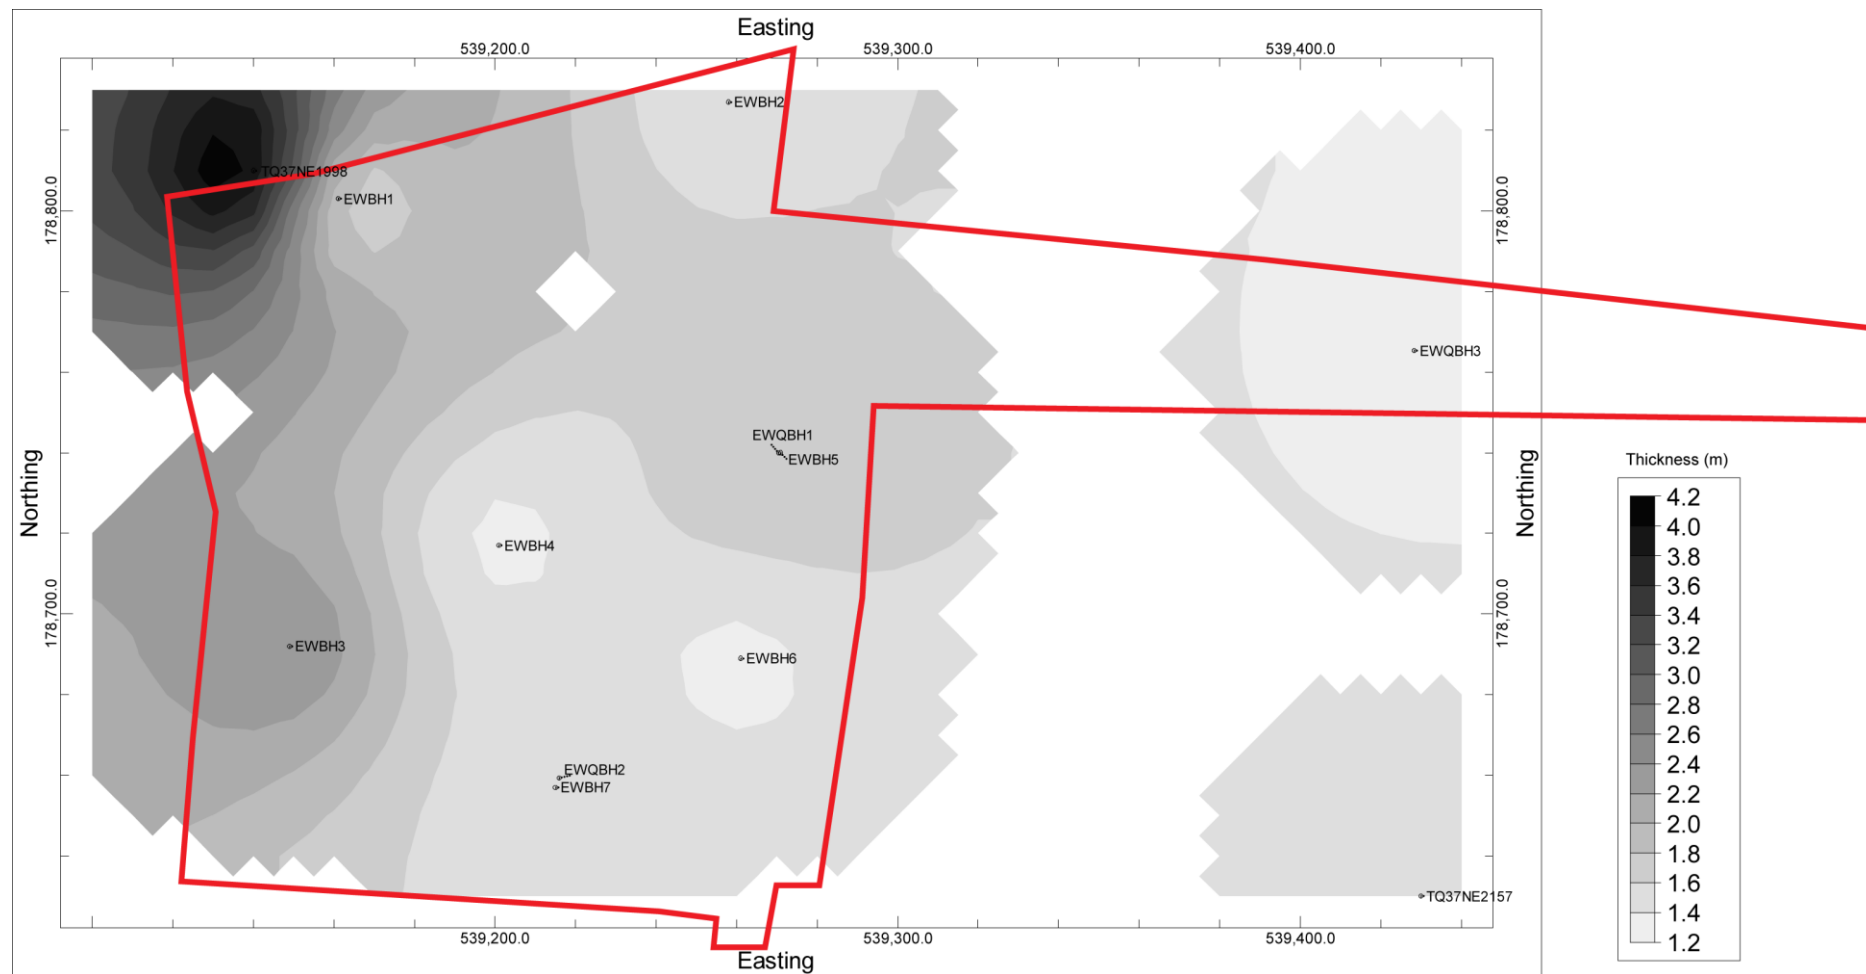 Easting
539,200.0
539,300.0
539,400.0
EWBH2
TQ37NE1998
EWBH1
178,800.0
178,800.0
EWQBH3
EWQBH1
EWBH5
Northing
Northing
Thickness (m)
4.2
4.0
3.8
3.6
3.4
3.2
3.0
2.8
2.6
2.4
2.2
2.0
1.8
1.6
1.4
1.2
EWBH4
178,700.0
178,700.0
EWBH3
EWBH6
EWQBH2
EWBH7
TQ37NE2157
539,200.0
539,300.0
539,400.0
Easting